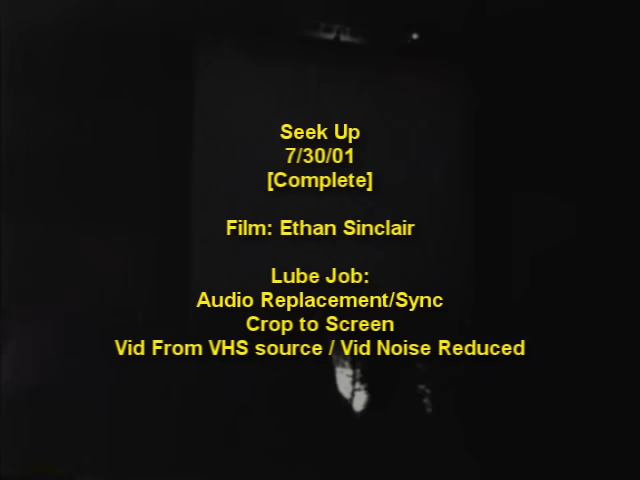 Seek Up
7/30/01
[Complete]
Film: Ethan Sinclair
Lube Job:
Audio Replacement/Sync
Crop to Screen
Vid From VHS source / Vid Noise Reduced